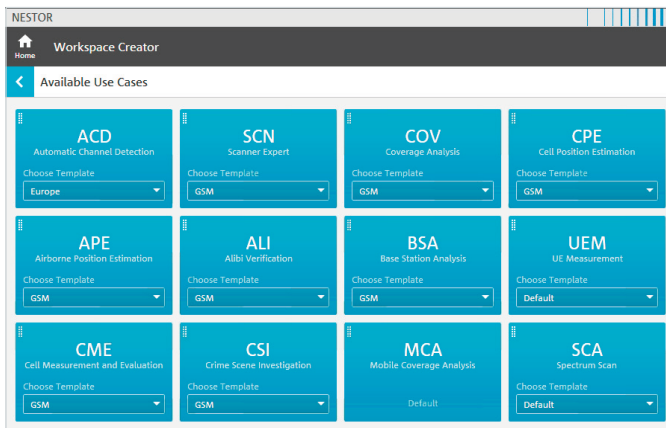 NESTOR
Home Workspace Creator
Available Use Cases
ACD
Automatic Channel Detection
Choose Template
Europe
SCN
Scanner Expert
Choose Template
GSM
COV
Coverage Analysis
Choose Template
GSM
CPE
Cell Position Estimation
Choose Template
GSM
APE
Airborne Position Estimation
Choose Template
GSM
ALI
Alibi Verification
Choose Template
GSM
BSA
Base Station Analysis
Choose Template
GSM
UEM
UE Measurement
Choose Template
Default
CME
Cell Measurement and Evaluation
Choose Template
GSM
CSI
Crime Scene Investigation
Choose Template
GSM
MCA
Mobile Coverage Analysis
Default
SCA
Spectrum Scan
Choose Template
Default